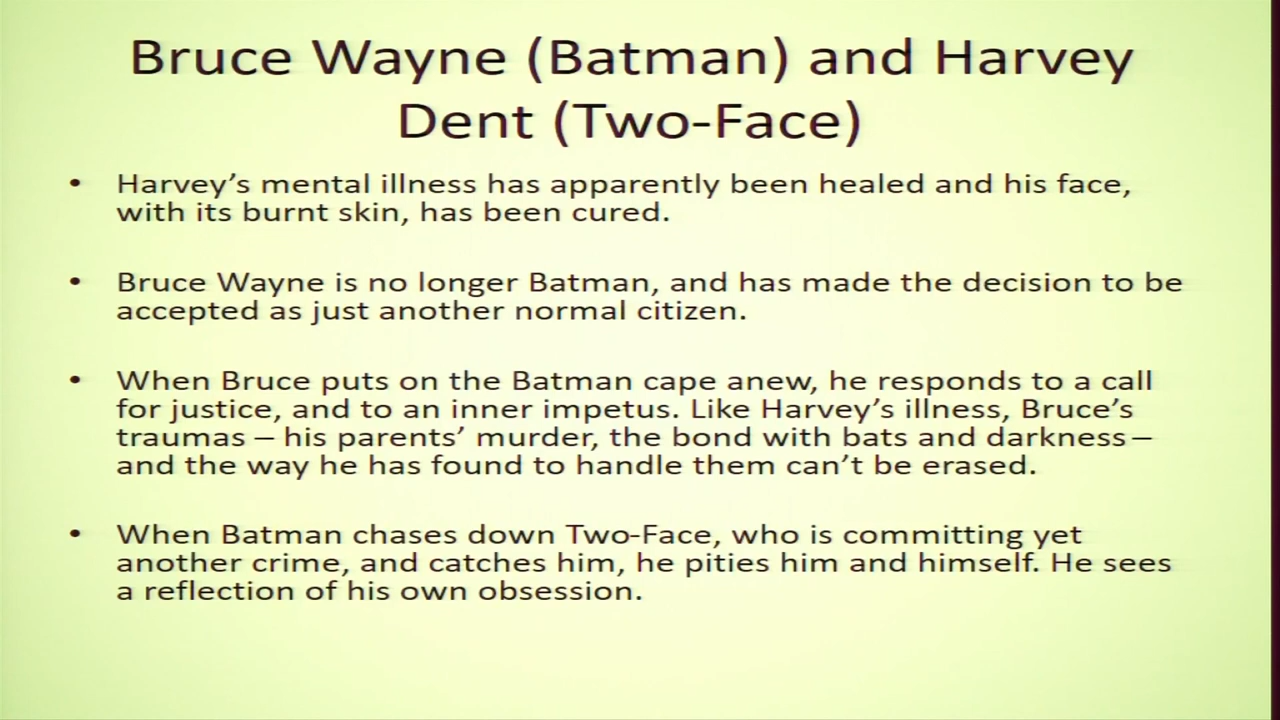 Bruce Wayne (Batman) and Harvey
Dent (Two-Face)
• Harvey’s mental illness has apparently been healed and his face,
with its burnt skin, has been cured.
• Bruce Wayne is no longer Batman, and has made the decision to be
accepted as just another normal citizen.
• When Bruce puts on the Batman cape anew, he responds to a call
for justice, and to an inner impetus. Like Harvey’s illness, Bruce’s
traumas – his parents’ murder, the bond with bats and darkness –
and the way he has found to handle them can’t be erased.
• When Batman chases down Two-Face, who is committing yet
another crime, and catches him, he pities him and himself. He sees
a reflection of his own obsession.